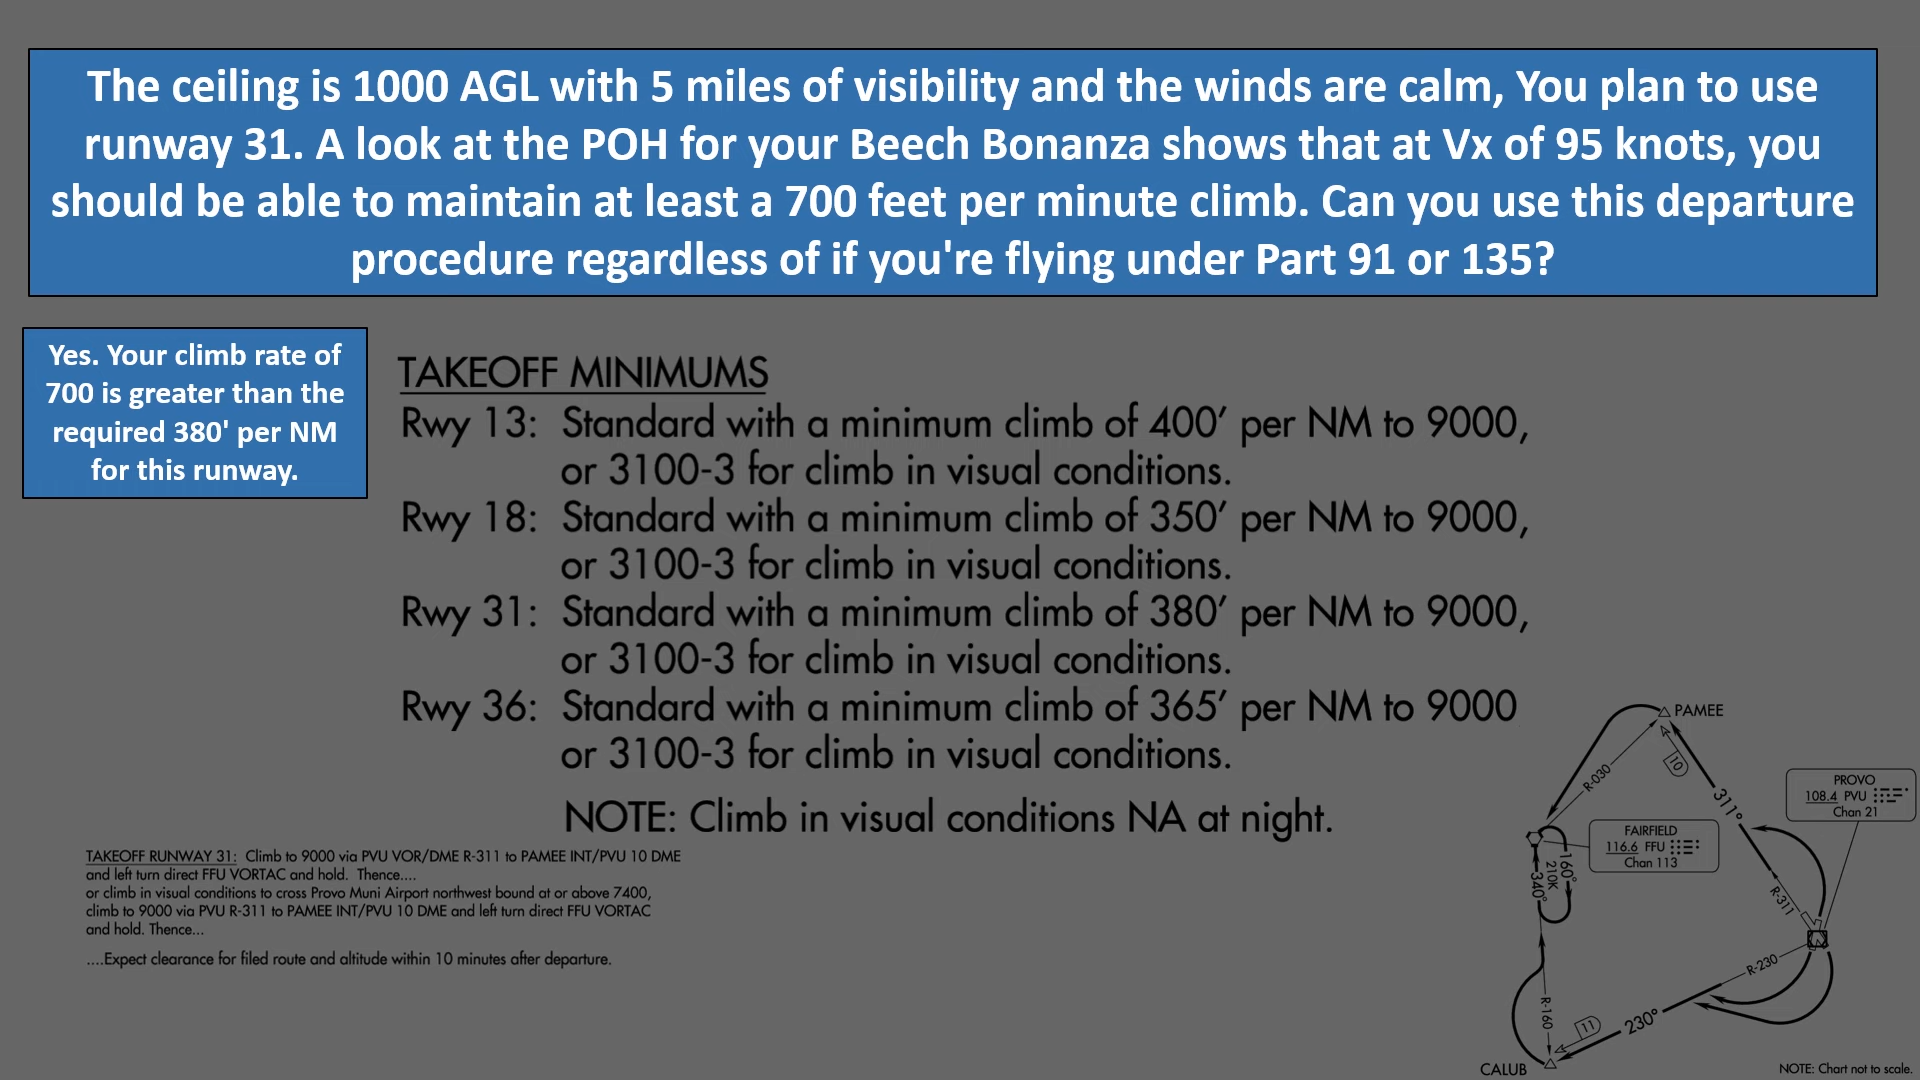 The ceiling is 1000 AGL with 5 miles of visibility and the winds are calm, You plan to use
runway 31. A look at the POH for your Beech Bonanza shows that at Vx of 95 knots, you
should be able to maintain at least a 700 feet per minute climb. Can you use this departure
procedure regardless of if you're flying under Part 91 or 135?
Yes. Your climb rate of
700 is greater than the
required 380' per NM
for this runway.
TAKEOFF MINIMUMS
Rwy 13: Standard with a minimum climb of 400’ per NM to 9000,
or 3100-3 for climb in visual conditions.
Rwy 18: Standard with a minimum climb of 350’ per NM to 9000,
or 3100-3 for climb in visual conditions.
Rwy 31: Standard with a minimum climb of 380’ per NM to 9000,
or 3100-3 for climb in visual conditions.
Rwy 36: Standard with a minimum climb of 365’ per NM to 9000
or 3100-3 for climb in visual conditions.
NOTE: Climb in visual conditions NA at night.
TAKEOFF RUNWAY 31: Climb to 9000 via PVU VOR/DME R-311 to PAMEE INT/PVU 10 DME
and left turn direct FFU VORTAC and hold. Thence....
or climb in visual conditions to cross Provo Muni Airport northwest bound at or above 7400,
climb to 9000 via PVU R-311 to PAMEE INT/PVU 10 DME and left turn direct FFU VORTAC
and hold. Thence...
....Expect clearance for filed route and altitude within 10 minutes after departure.
PAMEE
R-030
10
311°
PROVO
108.4 PVU
Chan 21
FAIRFIELD
116.6 FFU
Chan 113
160°
210K
340°
R-311
R-230
R-160
11
230°
CALUB
NOTE: Chart not to scale.